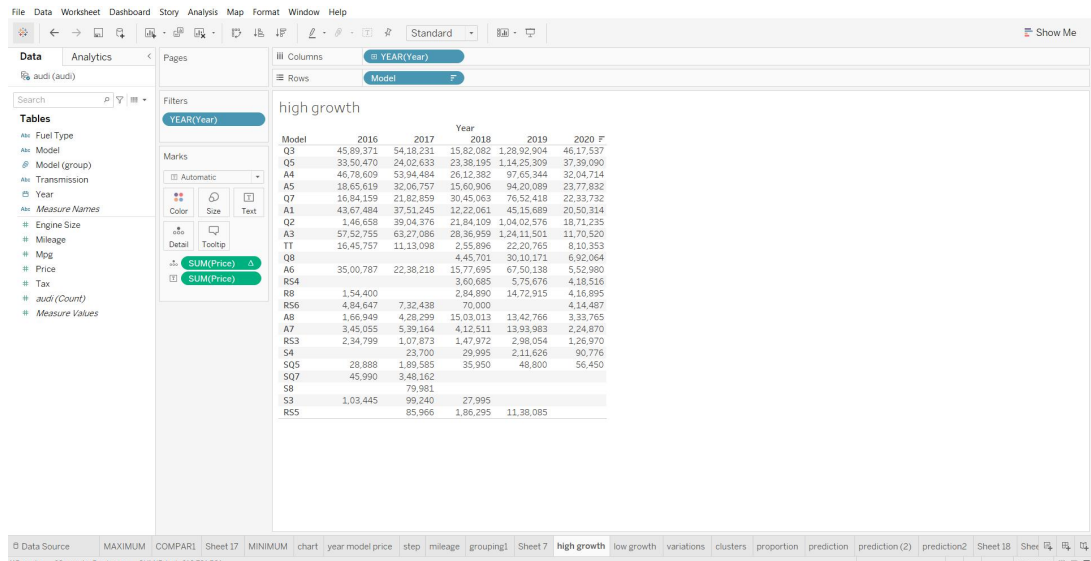 File Data Worksheet Dashboard Story Analysis Map Format Window Help
Standard
Show Me
Data Analytics
audi (audi)
Search
Tables
Abc Fuel Type
Abc Model
Model (group)
Abc Transmission
Year
Abc Measure Names
# Engine Size
# Mileage
# Mpg
# Price
# Tax
# audi (Count)
# Measure Values
Pages
Filters
YEAR(Year)
Marks
Automatic
Color Size Text
Detail Tooltip
SUM(Price) Δ
SUM(Price)
Columns YEAR(Year)
Rows Model
high growth
Year
Model 2016 2017 2018 2019 2020
Q3 45,89,371 54,18,231 15,82,082 1,28,92,904 46,17,537
Q5 33,50,470 24,02,633 23,38,195 1,14,25,309 37,39,090
A4 46,78,609 53,94,484 26,12,382 97,65,344 32,04,714
A5 18,65,619 32,06,757 15,60,906 94,20,089 23,77,832
Q7 16,84,159 21,82,859 30,45,063 76,52,418 22,33,732
A1 43,67,484 37,51,245 12,22,061 45,15,689 20,50,314
Q2 1,46,658 39,04,376 21,84,109 1,04,02,576 18,71,235
A3 57,52,755 63,27,086 28,36,959 1,24,11,501 11,70,520
TT 16,45,757 11,13,098 2,55,896 22,20,765 8,10,353
Q8 4,45,701 30,10,171 6,92,064
A6 35,00,787 22,38,218 15,77,695 67,50,138 5,52,980
RS4 3,60,685 5,75,676 4,18,516
R8 1,54,400 2,84,890 14,72,915 4,16,895
RS6 4,84,647 7,32,438 70,000 4,14,487
A8 1,66,949 4,28,299 15,03,013 13,42,766 3,33,765
A7 3,45,055 5,39,164 4,12,511 13,93,983 2,24,870
RS3 2,34,799 1,07,873 1,47,972 2,98,054 1,26,970
S4 23,700 29,995 2,11,626 90,776
SQ5 28,888 1,89,585 35,950 48,800 56,450
SQ7 45,990 3,48,162
S8 79,981
S3 1,03,445 99,240 27,995
RS5 85,966 1,86,295 11,38,085
Data Source MAXIMUM COMPAR1 Sheet 17 MINIMUM chart year model price step mileage grouping1 Sheet 7 high growth low growth variations clusters proportion prediction prediction (2) prediction2 Sheet 18 Shee